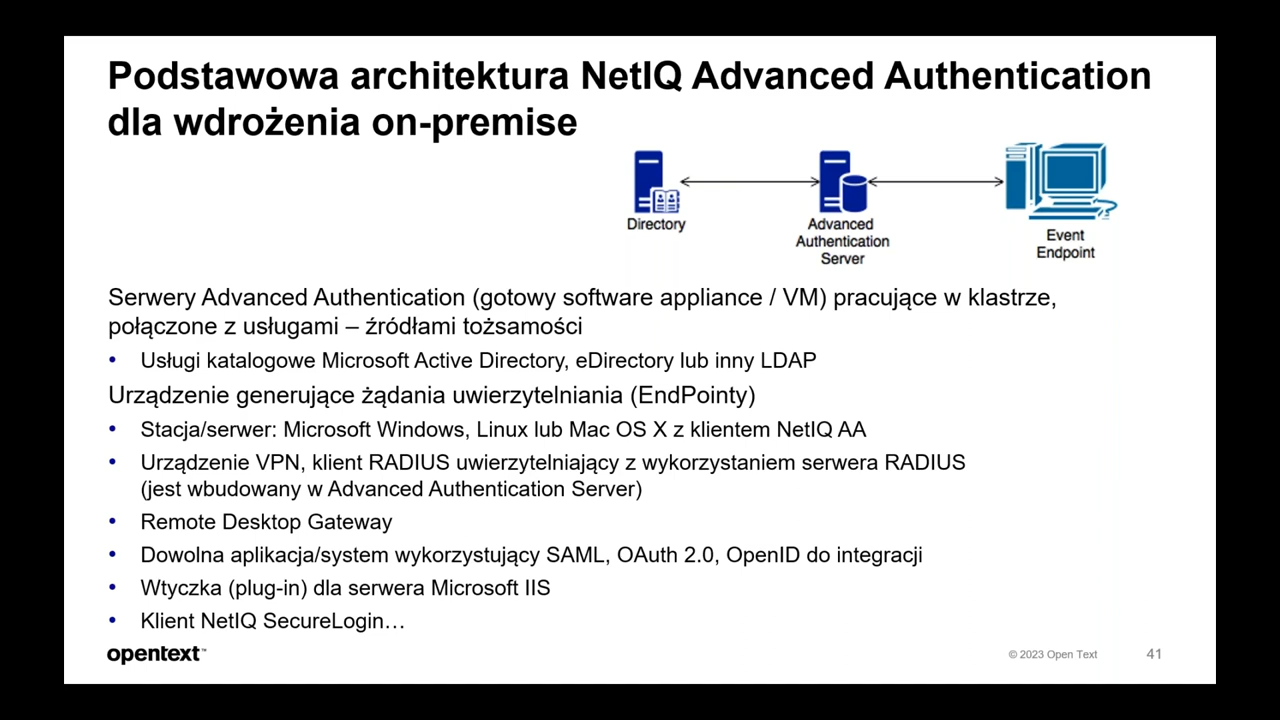 Podstawowa architektura NetIQ Advanced Authentication
dla wdrożenia on-premise
Directory
Advanced
Authentication
Server
Event
Endpoint
Serwery Advanced Authentication (gotowy software appliance / VM) pracujące w klastrze,
połączone z usługami – źródłami tożsamości
• Usługi katalogowe Microsoft Active Directory, eDirectory lub inny LDAP
Urządzenie generujące żądania uwierzytelniania (EndPointy)
• Stacja/serwer: Microsoft Windows, Linux lub Mac OS X z klientem NetIQ AA
• Urządzenie VPN, klient RADIUS uwierzytelniający z wykorzystaniem serwera RADIUS
(jest wbudowany w Advanced Authentication Server)
• Remote Desktop Gateway
• Dowolna aplikacja/system wykorzystujący SAML, OAuth 2.0, OpenID do integracji
• Wtyczka (plug-in) dla serwera Microsoft IIS
• Klient NetIQ SecureLogin…
opentext™
© 2023 Open Text
41